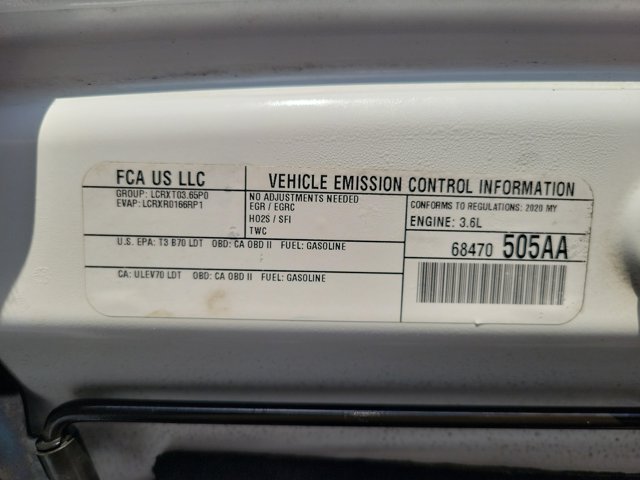 FCA US LLC
GROUP: LCRXT03.65P0
EVAP: LCRXR0166RP1
VEHICLE EMISSION CONTROL INFORMATION
NO ADJUSTMENTS NEEDED
EGR / EGRC
HO2S / SFI
TWC
CONFORMS TO REGULATIONS: 2020 MY
ENGINE: 3.6L
U.S. EPA: T3 B70 LDT OBD: CA OBD II FUEL: GASOLINE
68470 505AA
CA: ULEV70 LDT OBD: CA OBD II FUEL: GASOLINE